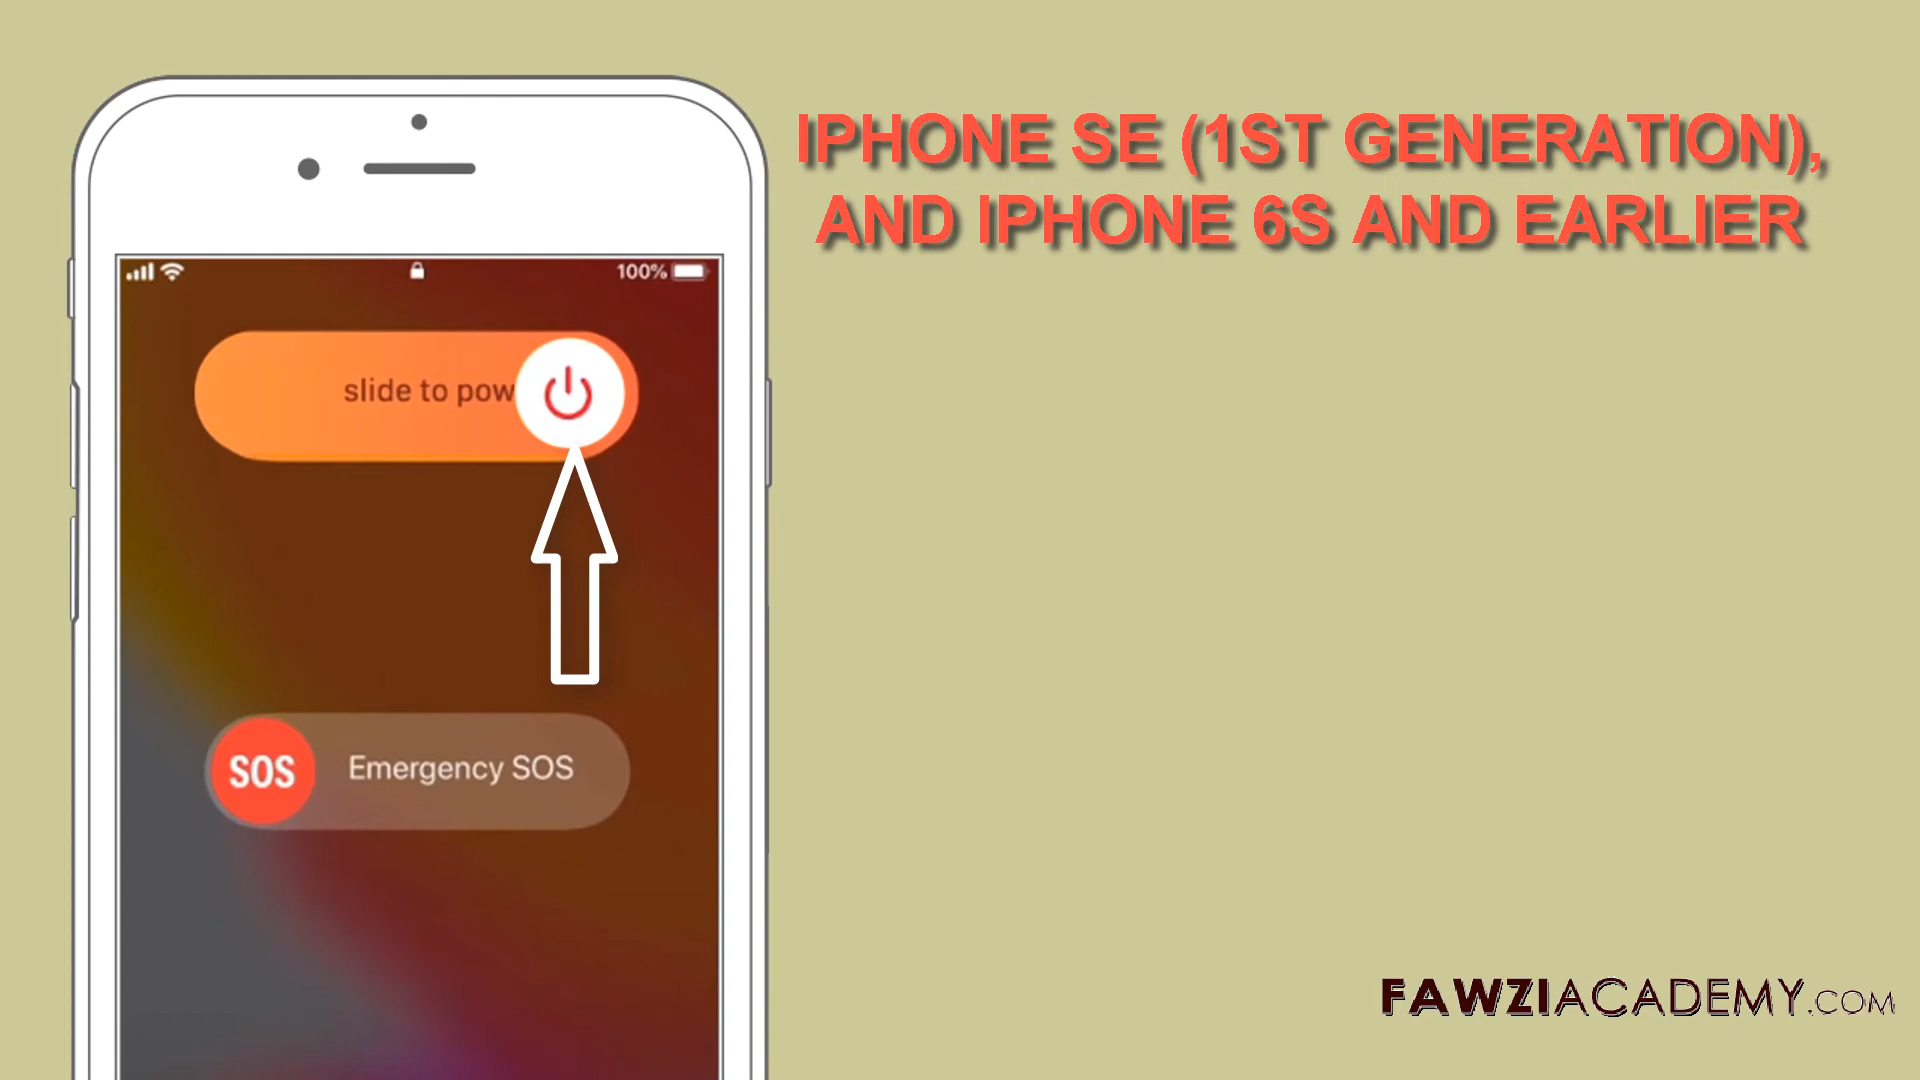 IPHONE SE (1ST GENERATION),
AND IPHONE 6S AND EARLIER
100%
slide to pow
SOS Emergency SOS
FAWZIACADEMY.COM